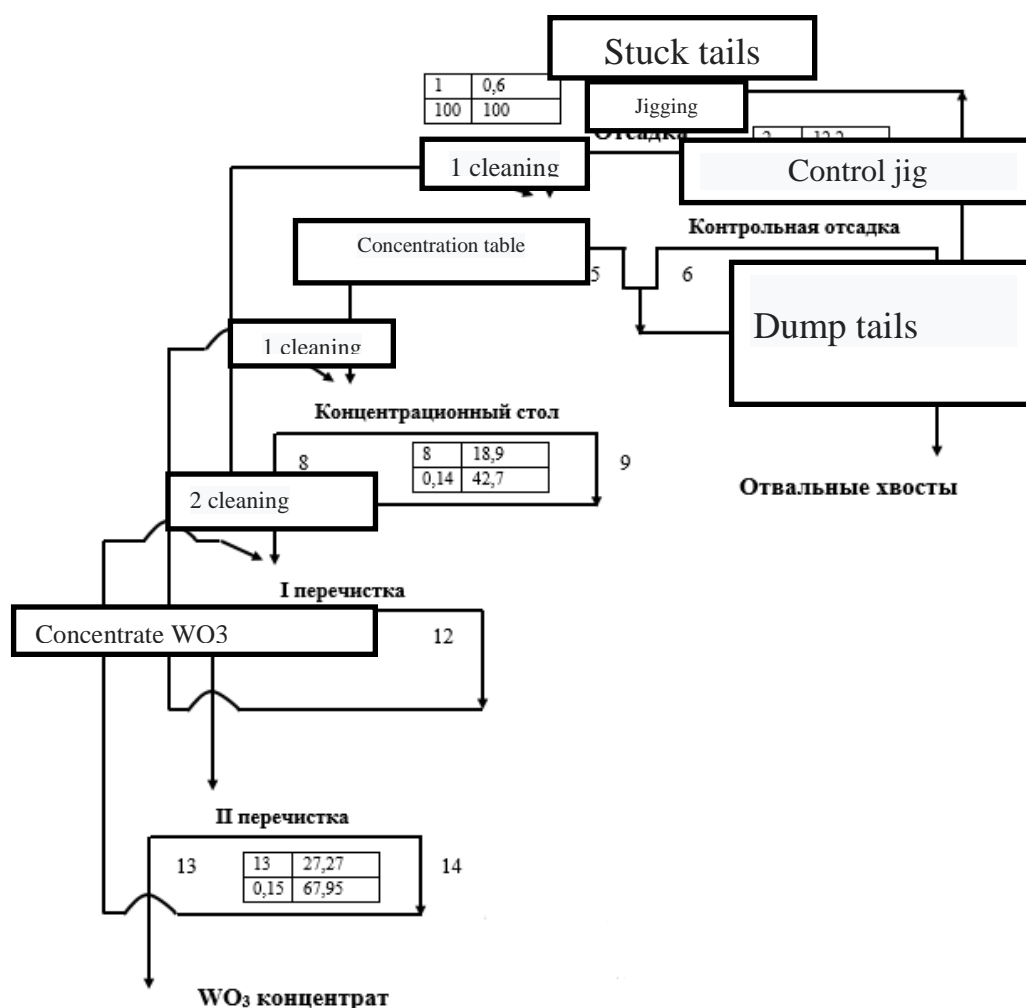 Stuck tails
1 0,6
100 100
Jigging
Отсадка
1 cleaning
Control jig
Контрольная отсадка
Concentration table
5
6
Dump tails
1 cleaning
Концентрационный стол
8
8 18,9
0,14 42,7
9
Отвальные хвосты
2 cleaning
I перечистка
Concentrate WO3
12
II перечистка
13
13 27,27
0,15 67,95
14
WO₃ концентрат